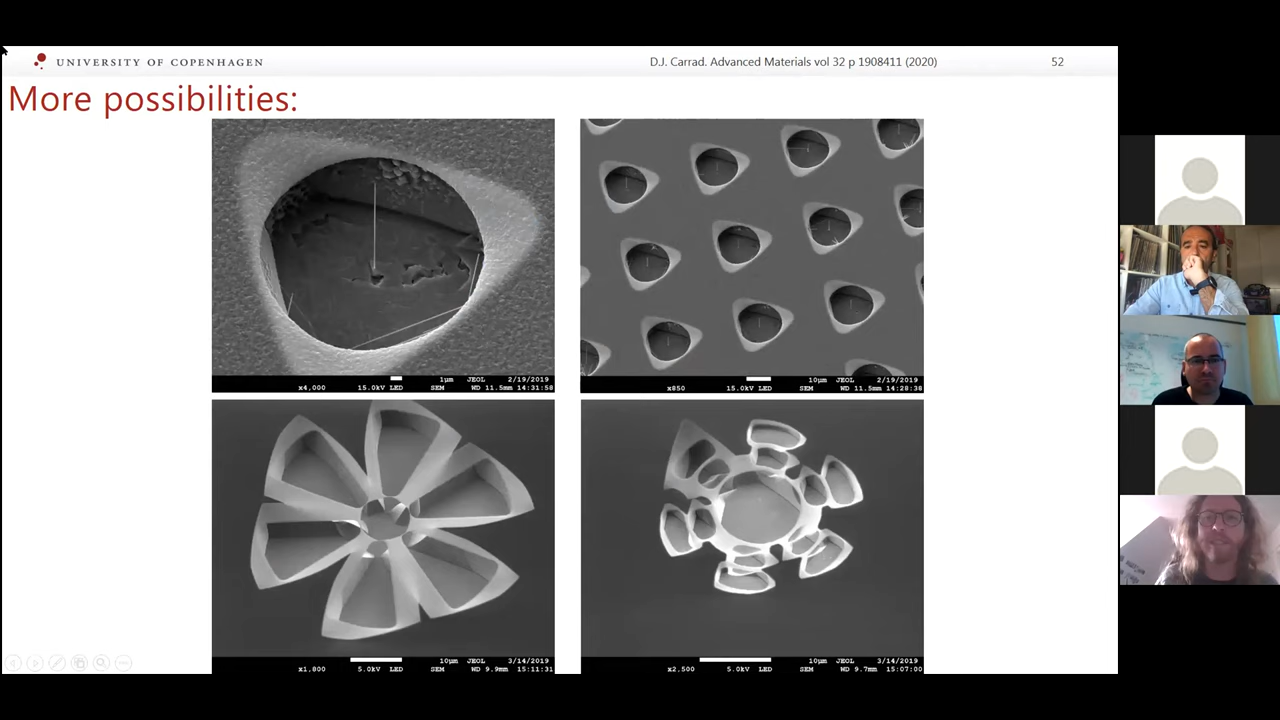 UNIVERSITY OF COPENHAGEN
D.J. Carrad. Advanced Materials vol 32 p 1908411 (2020)
52
More possibilities:
1μm JEOL 2/19/2019
x4,000 15.0kV LED SEM WD 11.5mm 14:31:58
10μm JEOL 2/19/2019
x850 15.0kV LED SEM WD 11.5mm 14:28:38
10μm JEOL 3/14/2019
x1,800 5.0kV LED SEM WD 9.9mm 15:11:31
10μm JEOL 3/14/2019
x2,500 5.0kV LED SEM WD 9.7mm 15:07:00